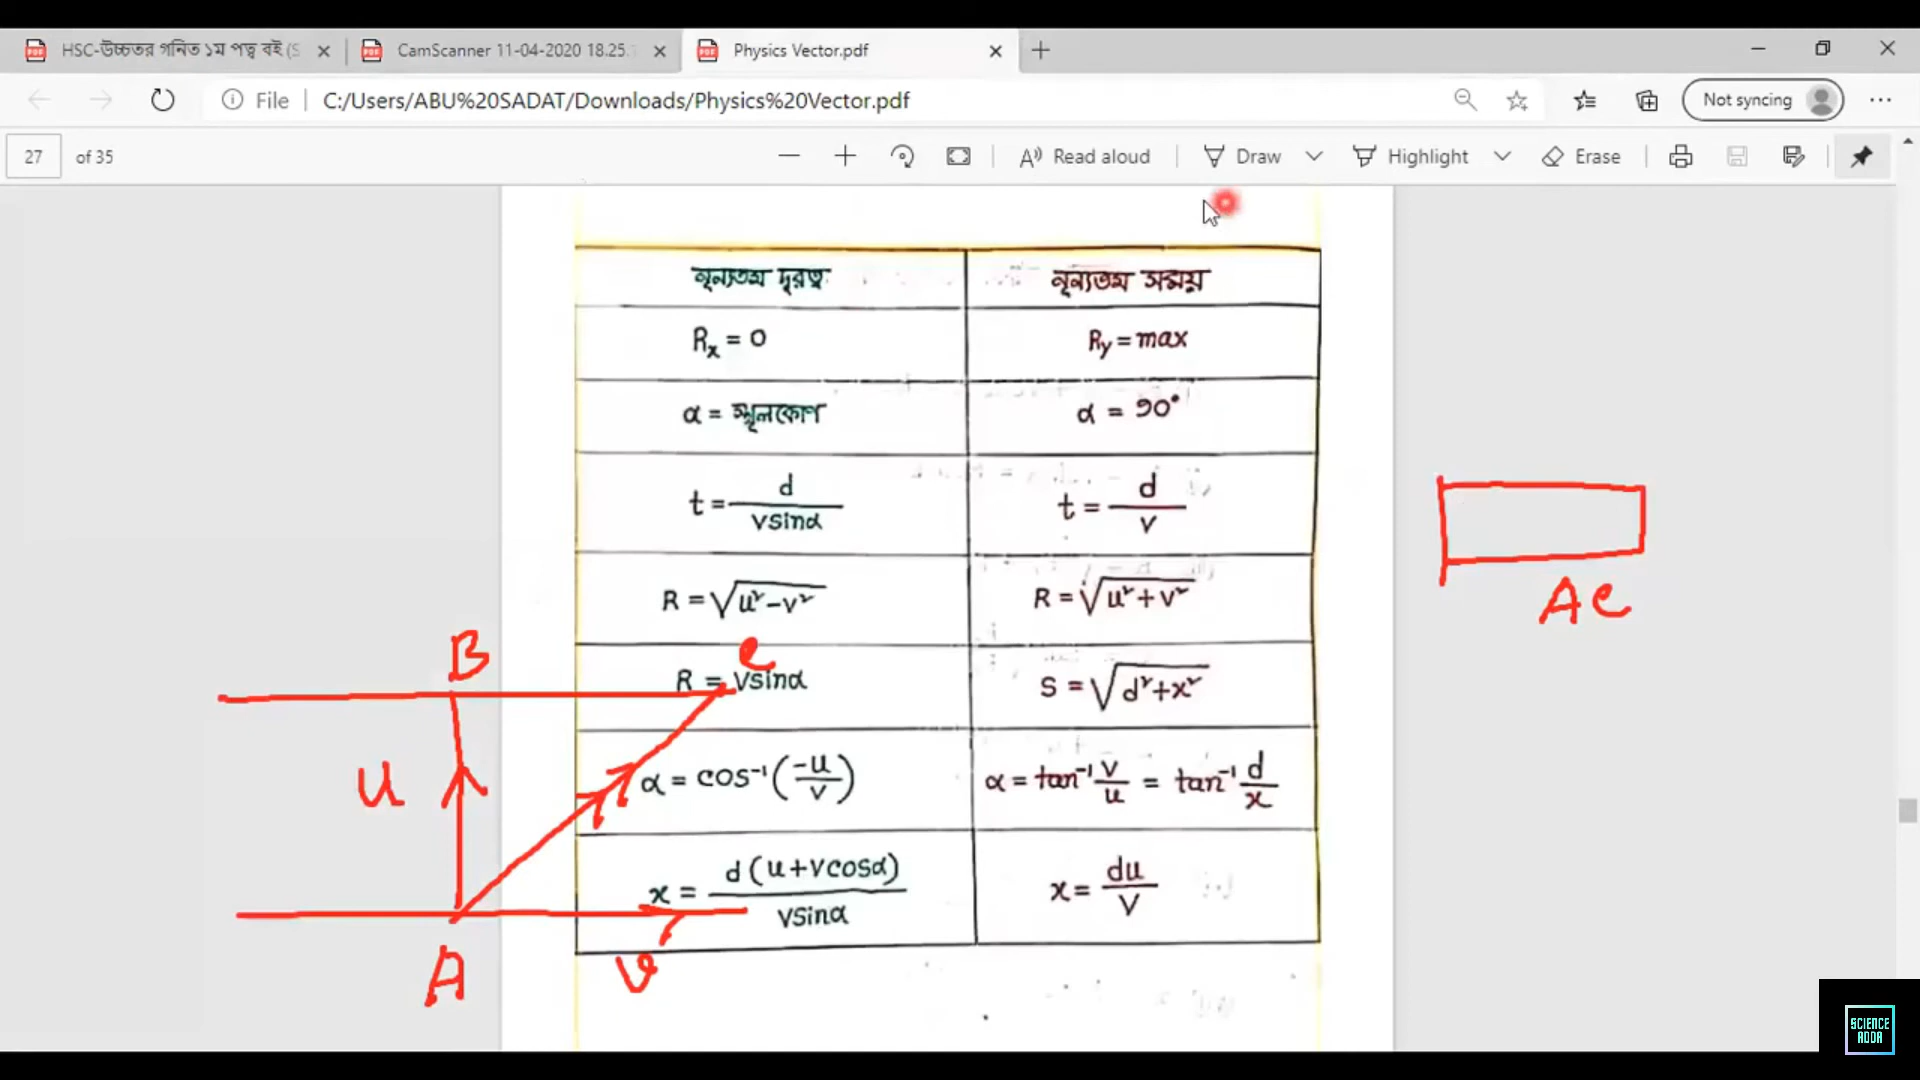 HSC-উচ্চতর গনিত ১ম পত্র বই (S
CamScanner 11-04-2020 18.25.
Physics Vector.pdf
File
C:/Users/ABU%20SADAT/Downloads/Physics%20Vector.pdf
Not syncing
27 of 35
Read aloud
Draw
Highlight
Erase
নূন্যতম দূরত্ব
নূন্যতম সময়
Rₓ = 0
Rᵧ = max
α = স্থূলকোণ
α = 90°
t = d / vsinα
t = d / v
R = √(u² - v²)
R = √(u² + v²)
R = vsinα
S = √(d² + x²)
α = cos⁻¹ (-u/v)
α = tan⁻¹ v/u = tan⁻¹ d/x
x = d (u+vcosα) / vsinα
x = du / v
B
e
u
A
v
Ae
SCIENCE
ADDA